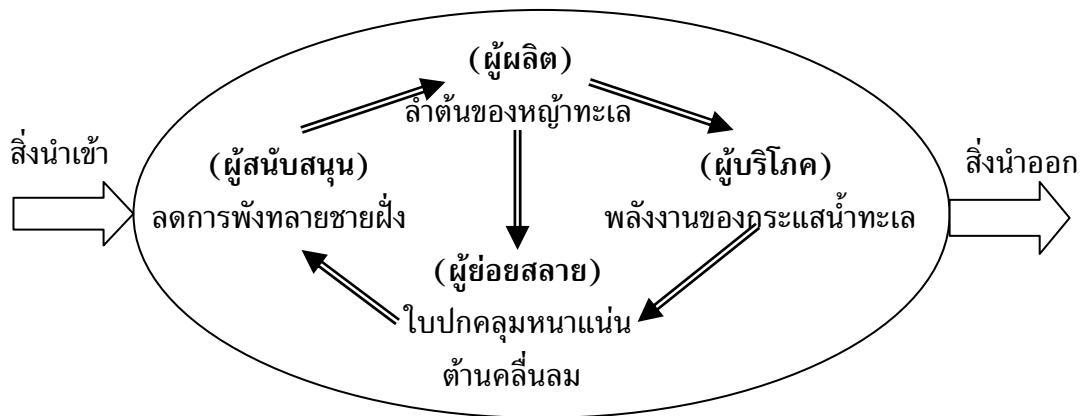 (ผู้ผลิต)
ลำต้นของหญ้าทะเล
สิ่งนำเข้า
(ผู้สนับสนุน)
ลดการพังทลายชายฝั่ง
(ผู้บริโภค)
พลังงานของกระแสน้ำทะเล
สิ่งนำออก
(ผู้ย่อยสลาย)
ใบปกคลุมหนาแน่น
ต้านคลื่นลม